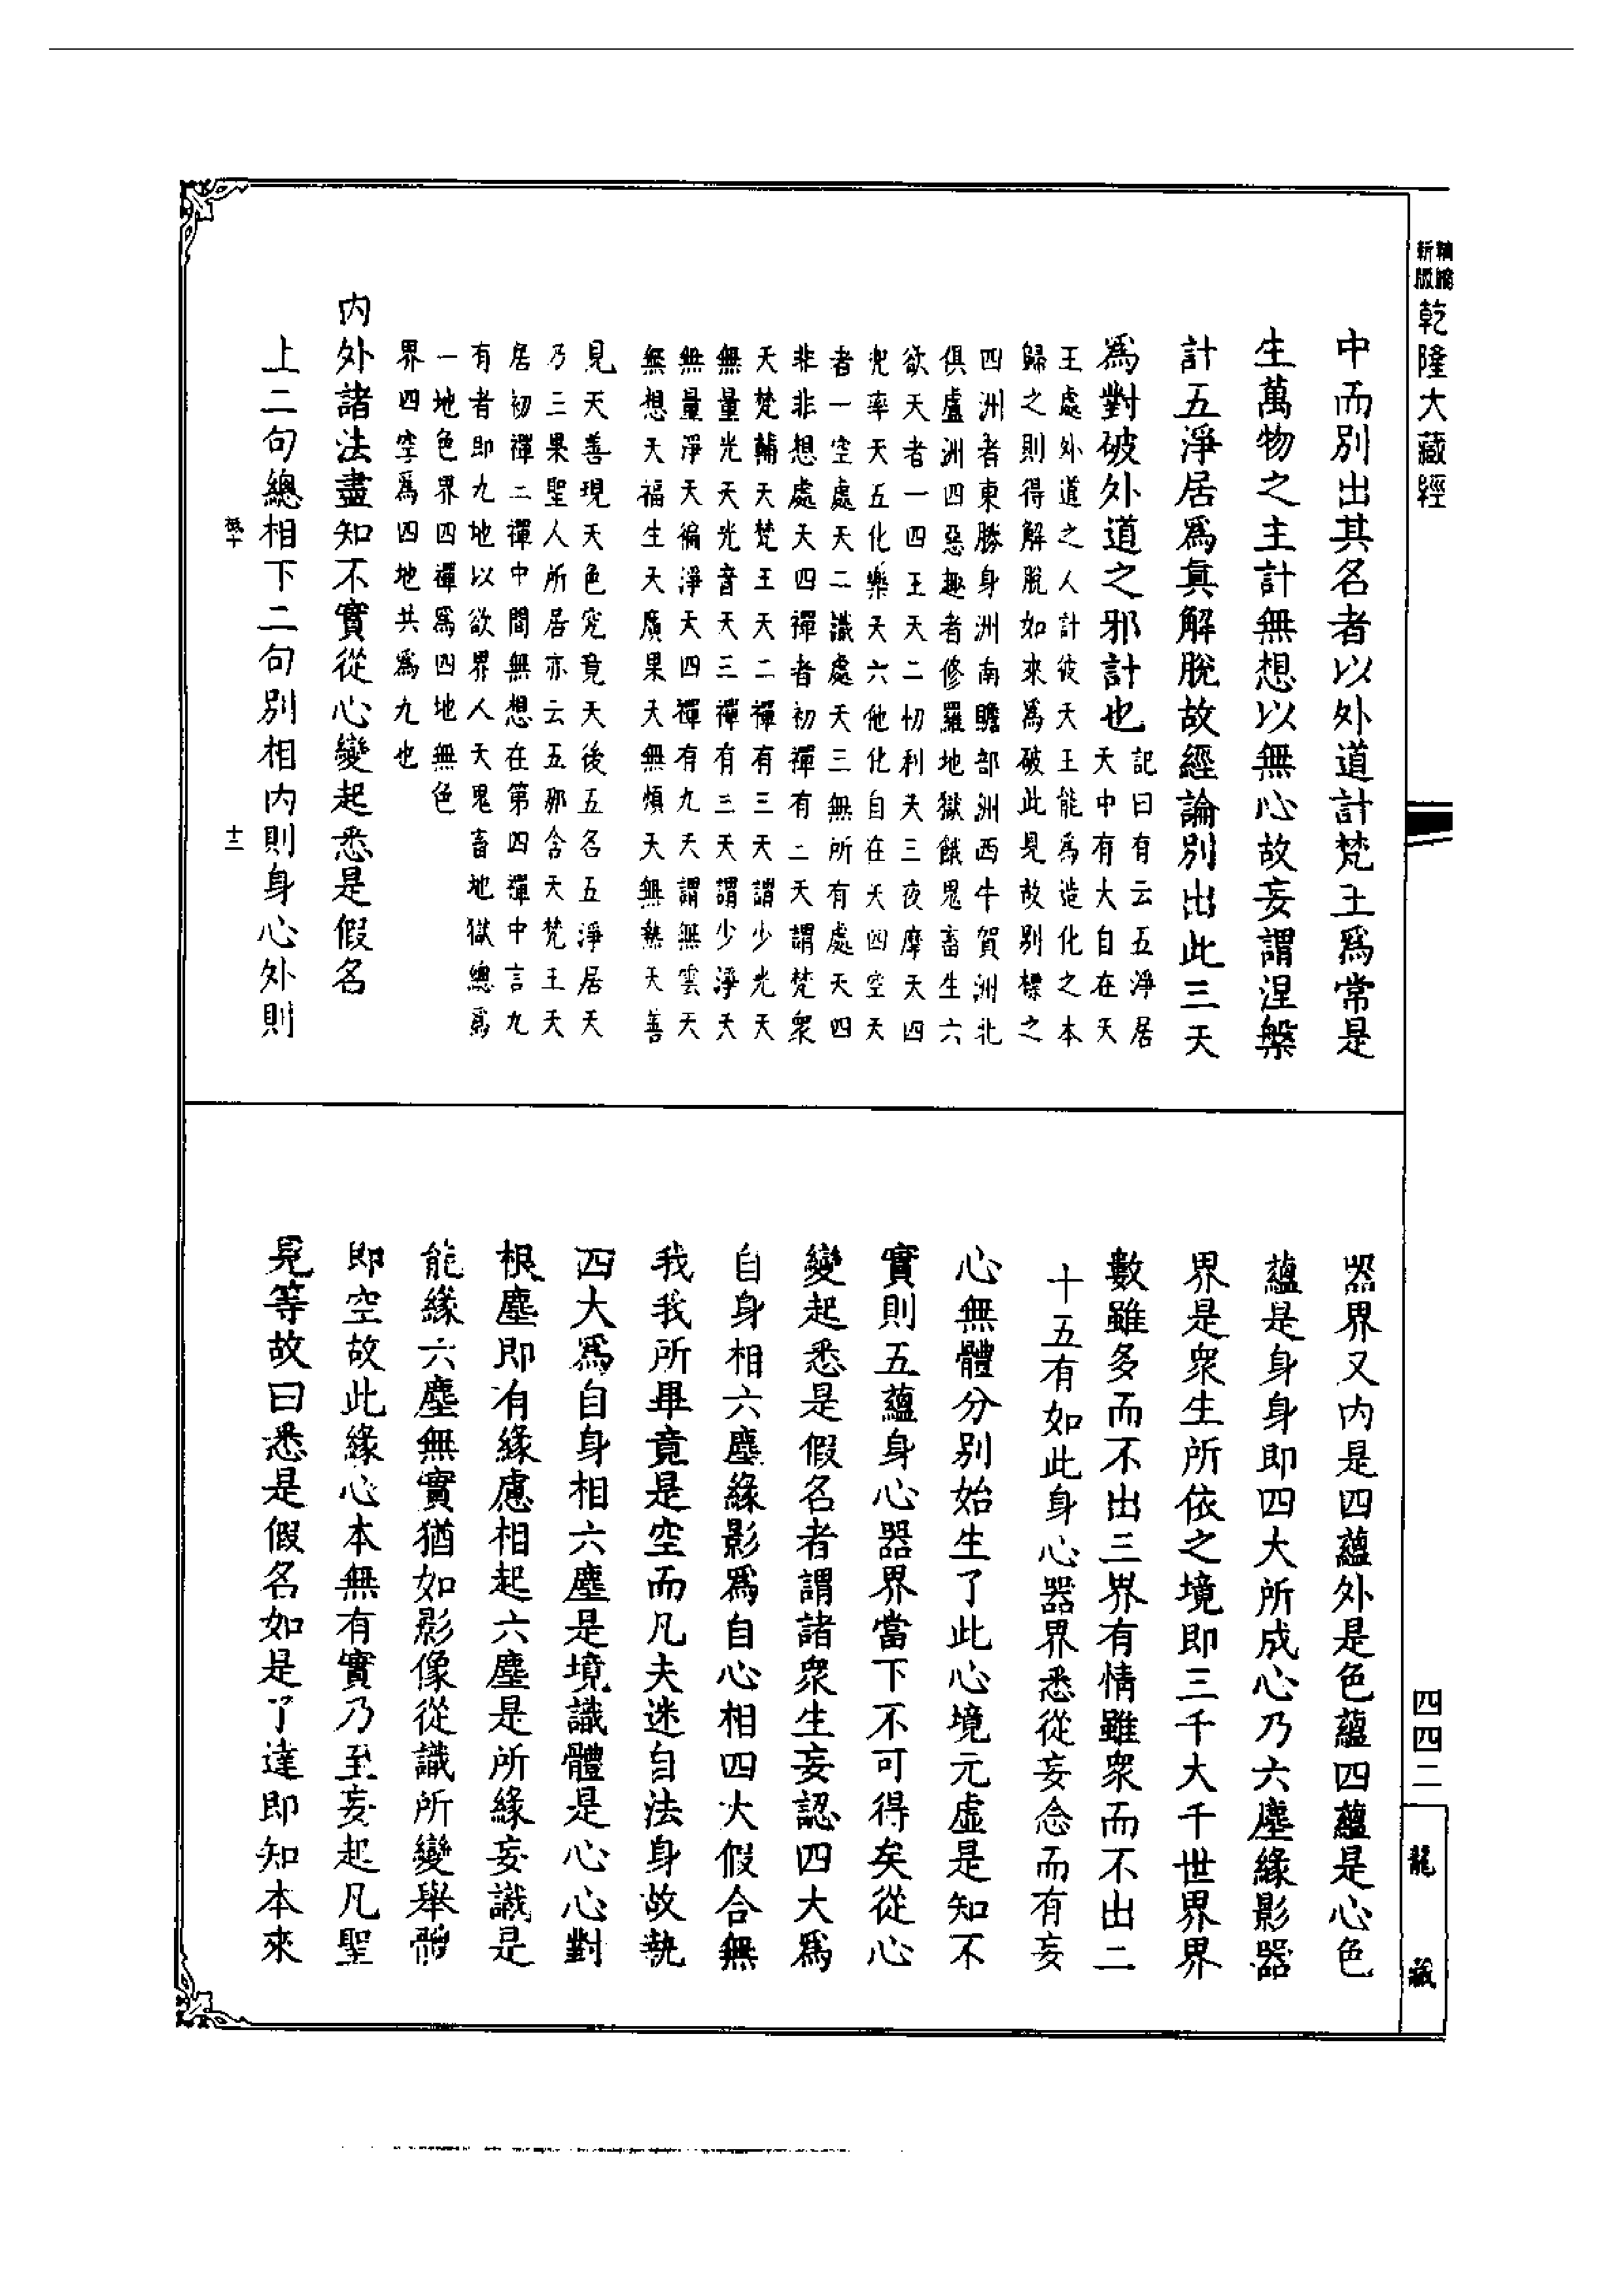 精縮新版
乾隆大藏經
中而別出其名者以外道計梵王爲常是
生萬物之主計無想以無心故妄謂涅槃
計五淨居爲眞解脫故經論別出此三天
爲對破外道之邪計也
記曰有云五淨居
天中有大自在天
王處外道之人計彼天王能爲造化之本
歸之則得解脫如來爲破此見故別標之
四洲者東勝身洲南贍部洲西牛賀洲北
俱盧洲四惡趣者修羅地獄餓鬼畜生六
欲天者一四王天二忉利天三夜摩天四
兜率天五化樂天六他化自在天四空天
者一空處天二識處天三無所有處天四
非非想處天四禪者初禪有二天謂梵衆
天梵輔天梵王天二禪有三天謂少光天
無量光天光音天三禪有三天謂少淨天
無量淨天徧淨天四禪有九天謂無雲天
無想天福生天廣果天無煩天無熱天善
見天善現天色究竟天後五名五淨居天
乃三果聖人所居亦云五那含天梵王天
居初禪二禪中間無想在第四禪中言九
有者即九地以欲界人天鬼畜地獄總爲
一地色界四禪爲四地無色
界四空爲四地共爲九也
內外諸法盡知不實從心變起悉是假名
上二句總相下二句別相內則身心外則
十二
器界又內是四蘊外是色蘊四蘊是心色
蘊是身身即四大所成心乃六塵緣影器
界是衆生所依之境即三千大千世界界
數雖多而不出三界有情雖衆而不出二
十五有如此身心器界悉從妄念而有妄
心無體分別始生了此心境元虛是知不
實則五蘊身心器界當下不可得矣從心
變起悉是假名者謂諸衆生妄認四大爲
自身相六塵緣影爲自心相四大假合無
我我所畢竟是空而凡夫迷自法身故執
四大爲自身相六塵是境識體是心心對
根塵即有緣慮相起六塵是所緣妄識是
能緣六塵無實猶如影像從識所變舉體
即空故此緣心本無有實乃至妄起凡聖
見等故曰悉是假名如是了達即知本來
四四二
龍藏